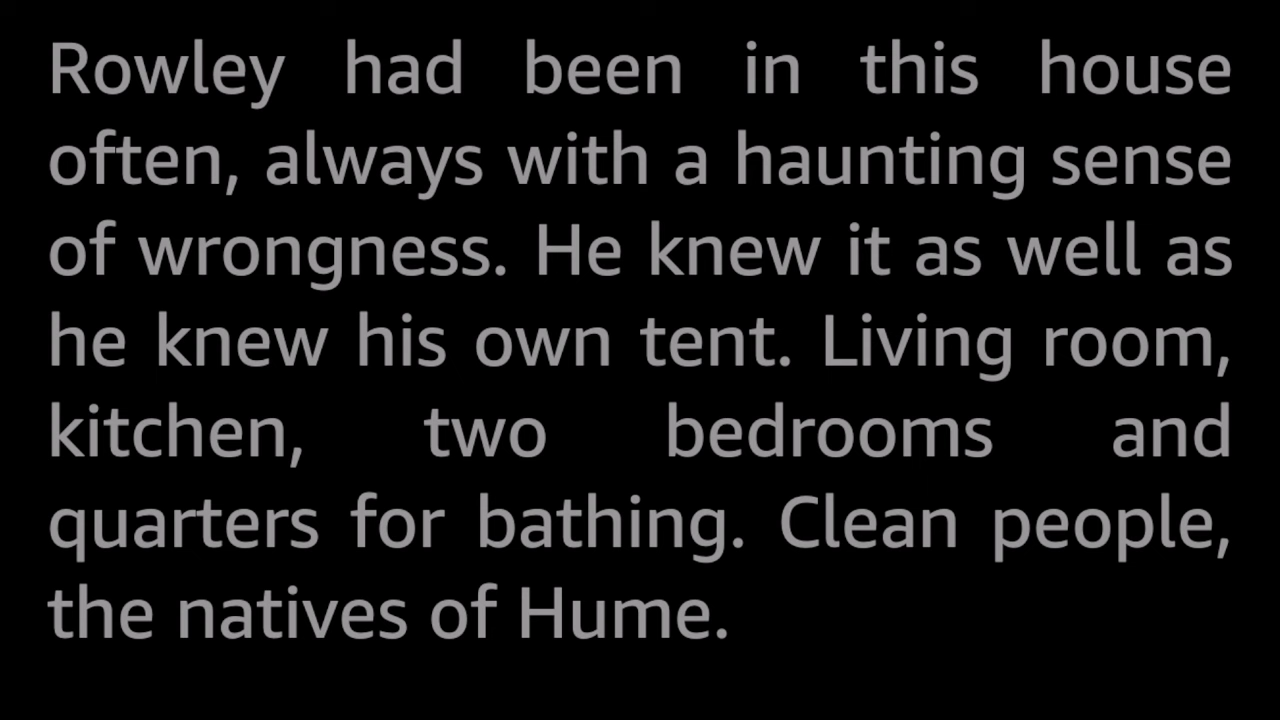 Rowley had been in this house
often, always with a haunting sense
of wrongness. He knew it as well as
he knew his own tent. Living room,
kitchen, two bedrooms and
quarters for bathing. Clean people,
the natives of Hume.